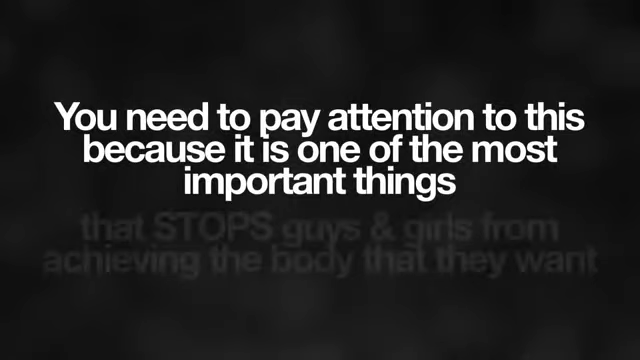 You need to pay attention to this
because it is one of the most
important things
that STOPS guys & girls from
achieving the body that they want